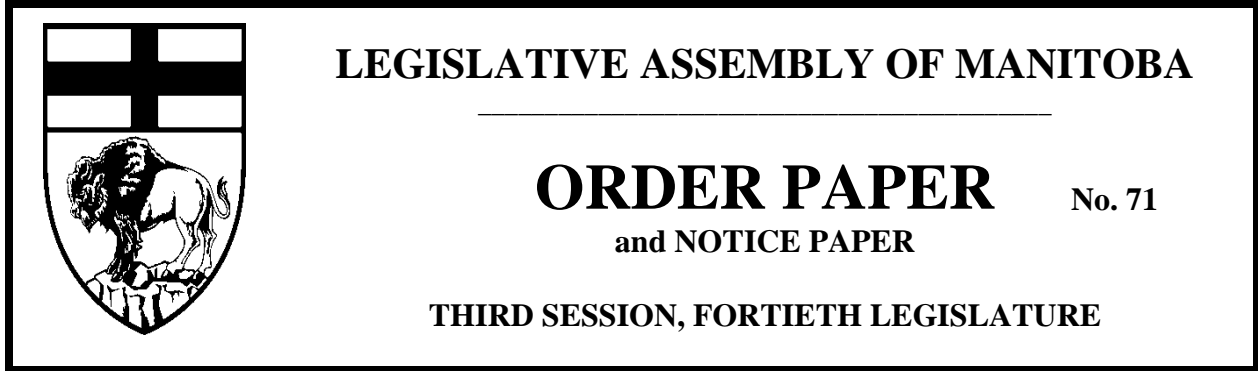 LEGISLATIVE ASSEMBLY OF MANITOBA
ORDER PAPER No. 71
and NOTICE PAPER
THIRD SESSION, FORTIETH LEGISLATURE